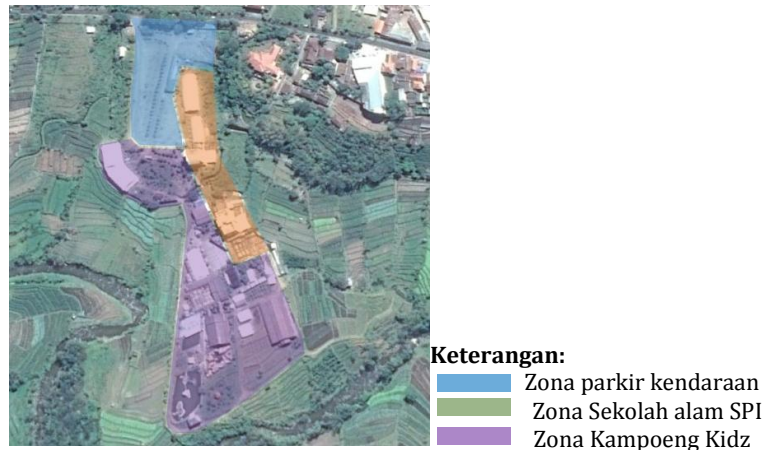 Keterangan:
Zona parkir kendaraan
Zona Sekolah alam SPI
Zona Kampoeng Kidz